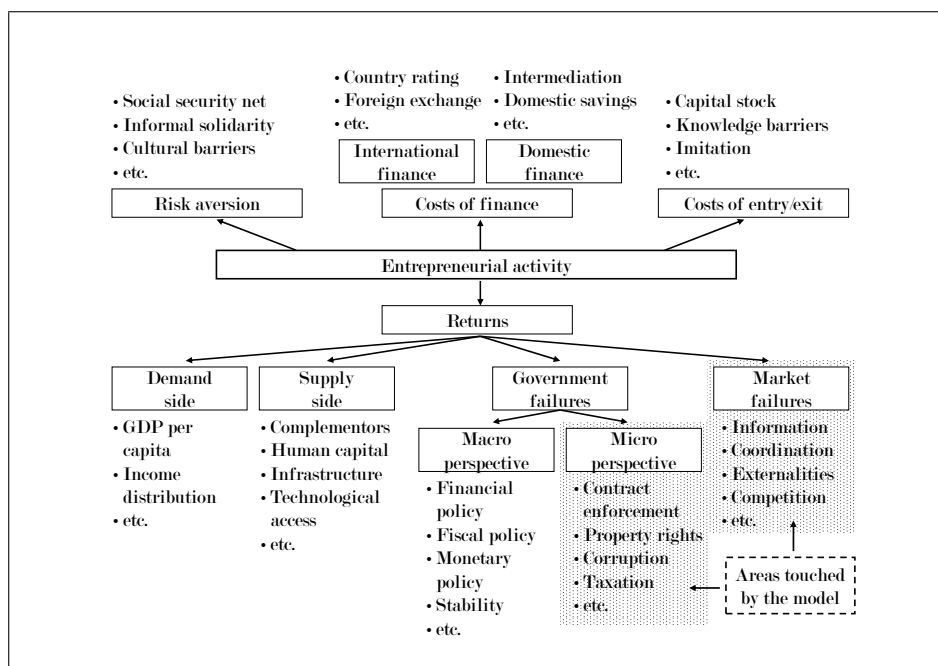 • Social security net
• Informal solidarity
• Cultural barriers
• etc.
Risk aversion
• Country rating
• Foreign exchange
• etc.
International
finance
• Intermediation
• Domestic savings
• etc.
Domestic
finance
Costs of finance
• Capital stock
• Knowledge barriers
• Imitation
• etc.
Costs of entry/exit
Entrepreneurial activity
Returns
Demand
side
• GDP per
capita
• Income
distribution
• etc.
Supply
side
• Complementors
• Human capital
• Infrastructure
• Technological
access
• etc.
Government
failures
Macro
perspective
• Financial
policy
• Fiscal policy
• Monetary
policy
• Stability
• etc.
Micro
perspective
• Contract
enforcement
• Property rights
• Corruption
• Taxation
• etc.
Market
failures
• Information
• Coordination
• Externalities
• Competition
• etc.
Areas touched
by the model